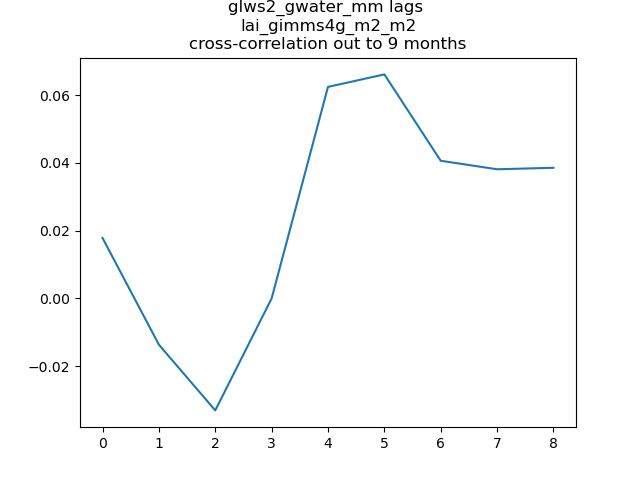 glws2_gwater_mm lags
lai_gimms4g_m2_m2
cross-correlation out to 9 months
0.06
0.04
0.02
0.00
−0.02
0 1 2 3 4 5 6 7 8